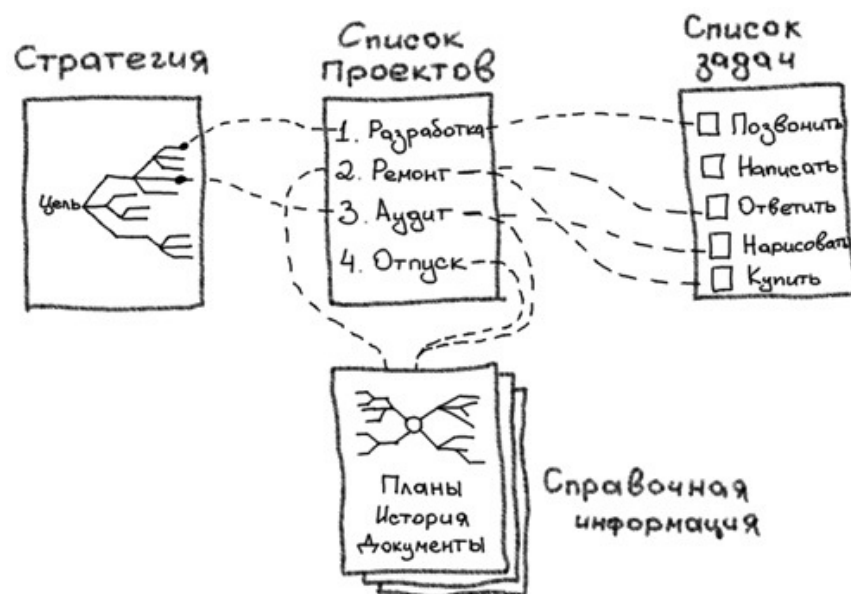 Стратегия
Цель
Список
Проектов
1. Разработка
2. Ремонт
3. Аудит
4. Отпуск
Список
задач
Позвонить
Написать
Ответить
Нарисовать
Купить
Планы
История
Документы
Справочная
информация